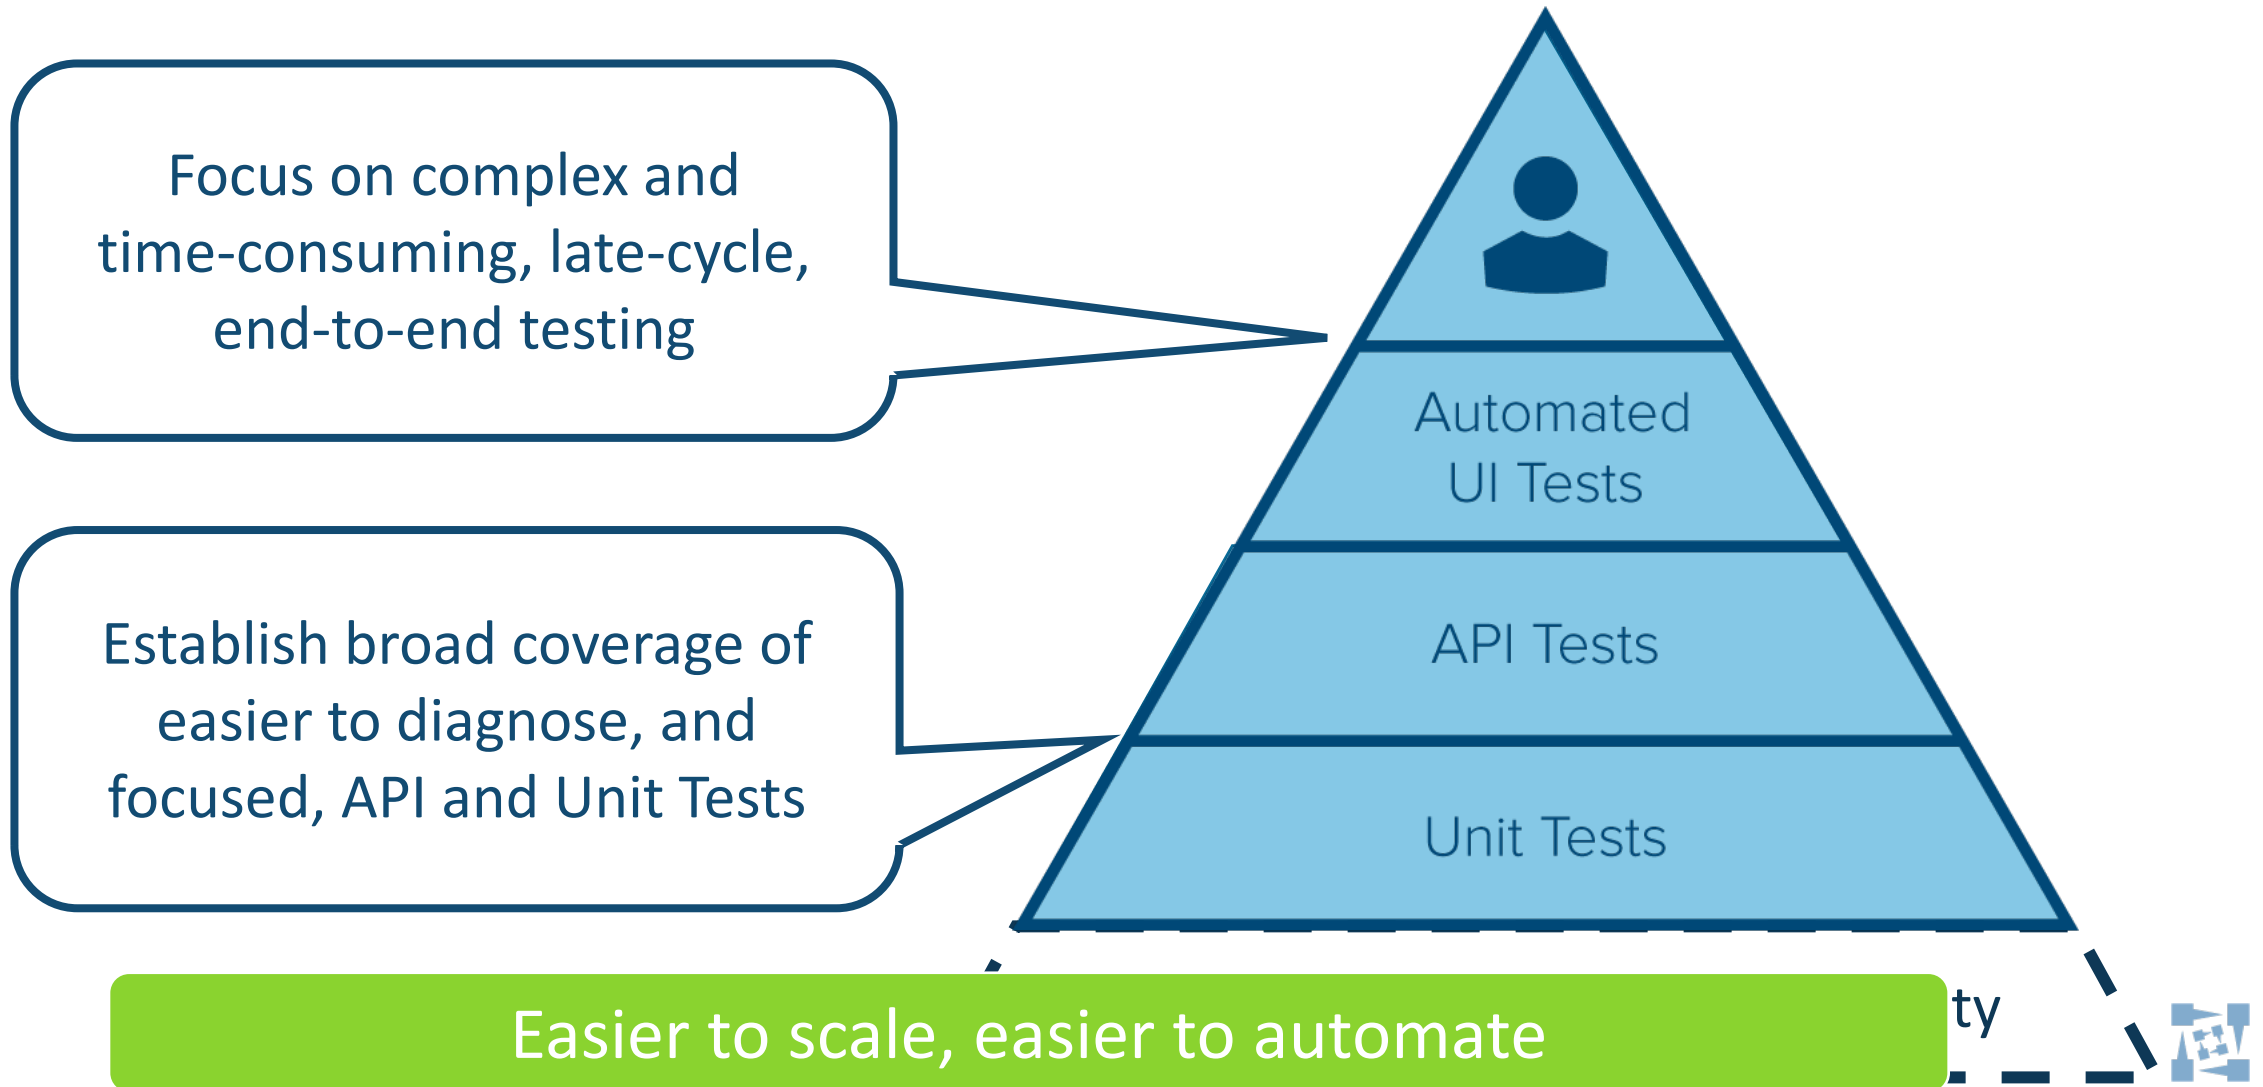 Focus on complex and
time-consuming, late-cycle,
end-to-end testing
Automated
UI Tests
Establish broad coverage of
easier to diagnose, and
focused, API and Unit Tests
API Tests
Unit Tests
Easier to scale, easier to automate
ty